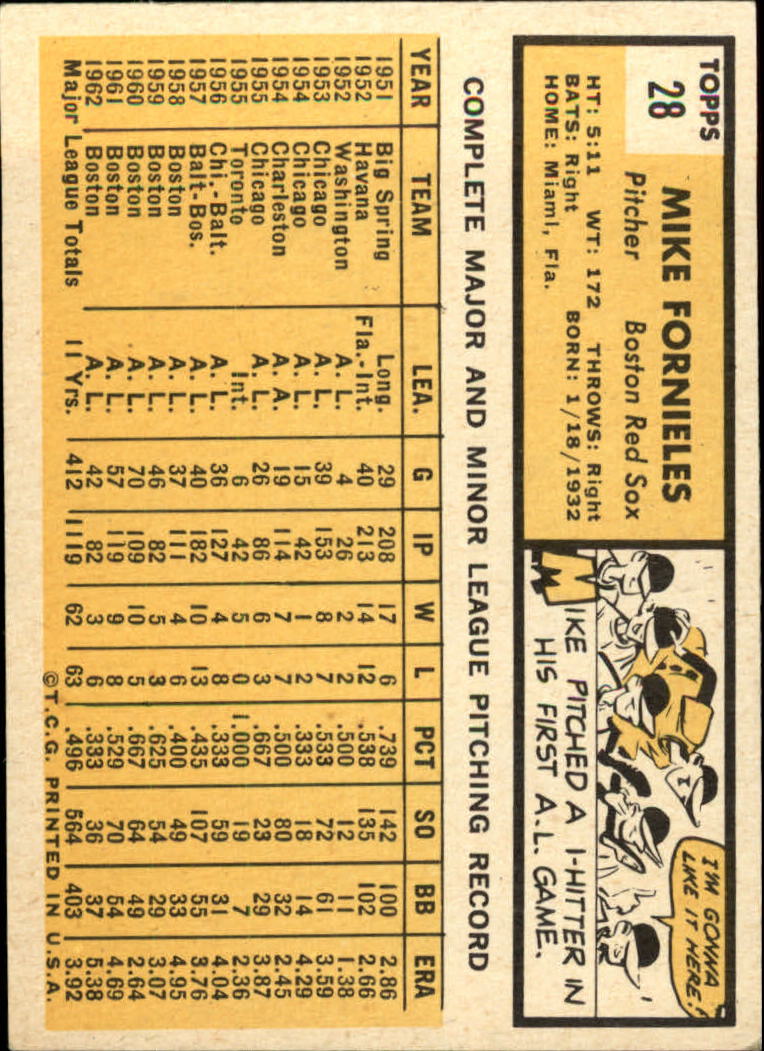 TOPPS
28
MIKE FORNIELES
Pitcher Boston Red Sox
HT: 5:11 WT: 172 THROWS: Right
BATS: Right BORN: 1/18/1932
HOME: Miami, Fla.
I'M GONNA
LIKE IT HERE!
MIKE PITCHED A 1-HITTER IN
HIS FIRST A.L. GAME.
M
COMPLETE MAJOR AND MINOR LEAGUE PITCHING RECORD
YEAR TEAM LEA. G IP W L PCT SO BB ERA
1951 Big Spring Long. 29 208 17 6 .739 142 100 2.86
1952 Havana Fla.-Int. 40 213 14 12 .538 135 102 2.66
1952 Washington A. L. 4 26 2 2 .500 12 11 1.38
1953 Chicago A. L. 39 153 8 7 .533 72 61 3.59
1954 Chicago A. L. 15 42 1 2 .333 18 14 4.29
1954 Charleston A. A. 19 114 7 7 .500 80 32 2.45
1955 Chicago A. L. 26 86 6 3 .667 23 29 3.87
1955 Toronto Int. 6 42 5 0 1.000 19 7 2.36
1956 Chi.-Balt. A. L. 36 127 4 8 .333 59 31 4.04
1957 Balt-Bos. A. L. 40 182 10 13 .435 107 55 3.76
1958 Boston A. L. 37 111 4 6 .400 49 33 4.95
1959 Boston A. L. 46 82 5 3 .625 54 29 3.07
1960 Boston A. L. 70 109 10 5 .667 64 49 2.64
1961 Boston A. L. 57 119 9 8 .529 70 54 4.69
1962 Boston A. L. 42 82 3 6 .333 36 37 5.38
Major League Totals 11 Yrs. 412 1119 62 63 .496 564 403 3.92
©T.C.G. PRINTED IN U.S.A.